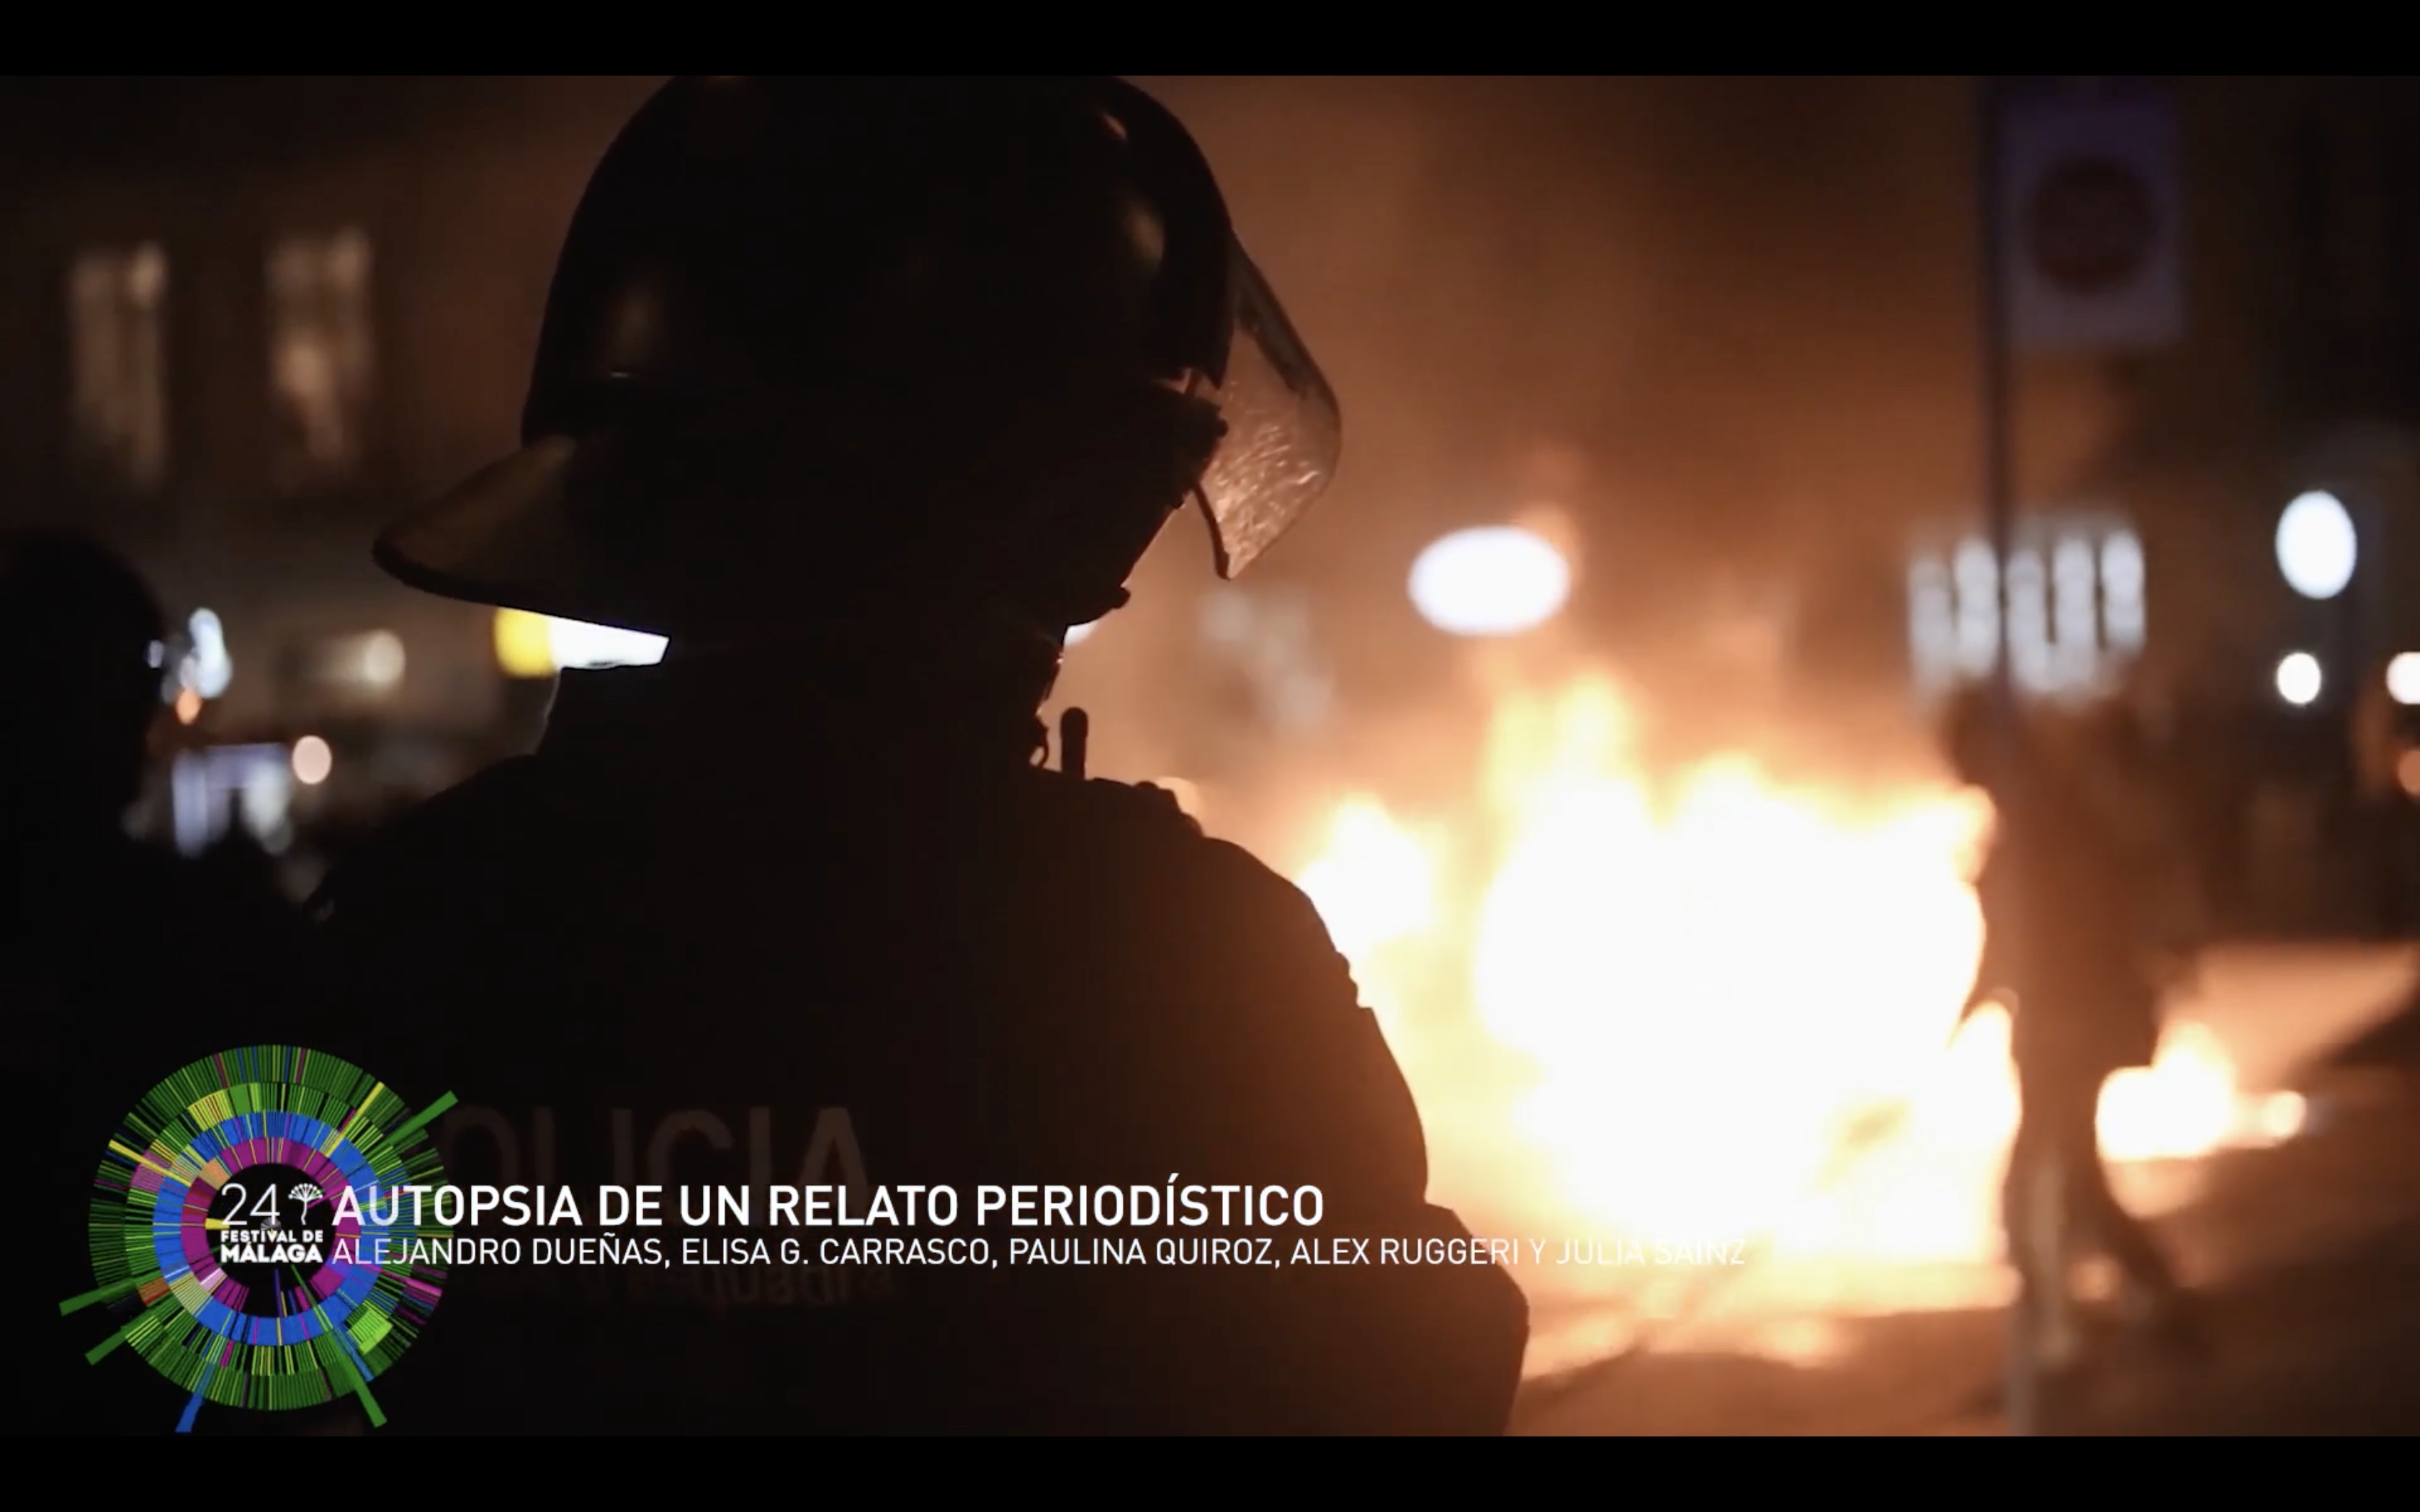 POLICIA
24
FESTIVAL DE
MÁLAGA
AUTOPSIA DE UN RELATO PERIODÍSTICO
ALEJANDRO DUEÑAS, ELISA G. CARRASCO, PAULINA QUIROZ, ALEX RUGGERI Y JULIA SAINZ